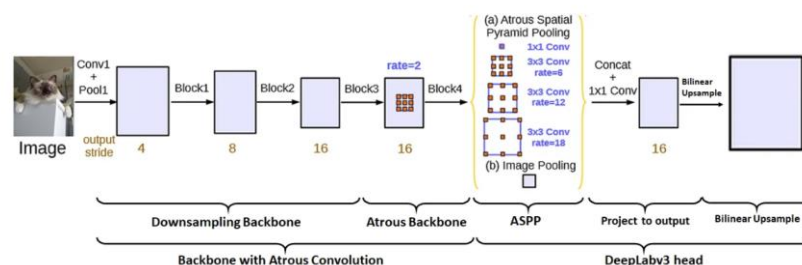 (a) Atrous Spatial
Pyramid Pooling
1x1 Conv
3x3 Conv
rate=6
3x3 Conv
rate=12
3x3 Conv
rate=18
(b) Image Pooling
Conv1
+
Pool1
Block1
Block2
Block3
rate=2
Block4
Concat
+
1x1 Conv
Bilinear
Upsample
Image
output
stride
4
8
16
16
16
Downsampling Backbone
Atrous Backbone
ASPP
Project to output
Bilinear Upsample
Backbone with Atrous Convolution
DeepLabv3 head